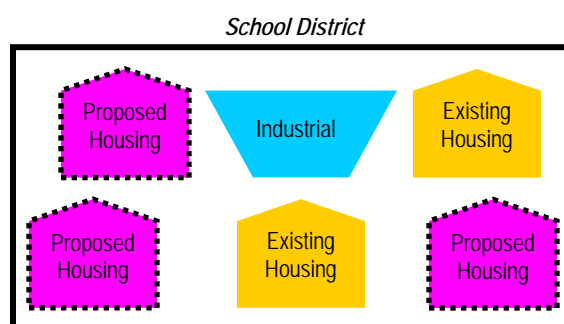 School District
Proposed
Housing
Industrial
Existing
Housing
Proposed
Housing
Existing
Housing
Proposed
Housing